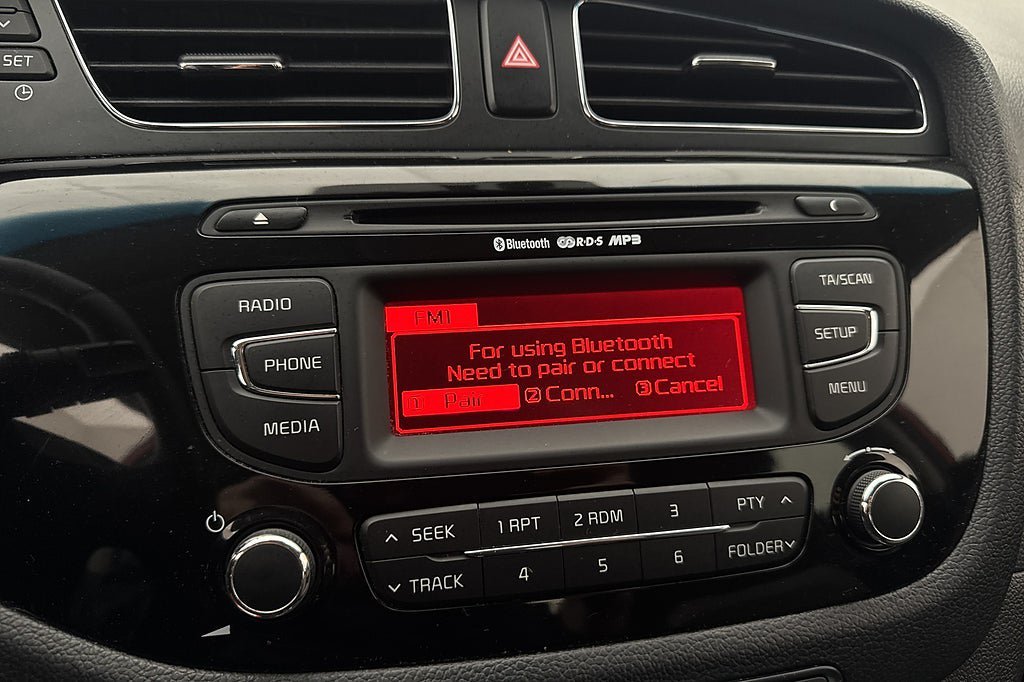 SET
Bluetooth R·D·S MP3
RADIO
PHONE
MEDIA
FM1
For using Bluetooth
Need to pair or connect
1 Pair 2 Conn... 3 Cancel
TA/SCAN
SETUP
MENU
SEEK 1 RPT 2 RDM 3 PTY
TRACK 4 5 6 FOLDER